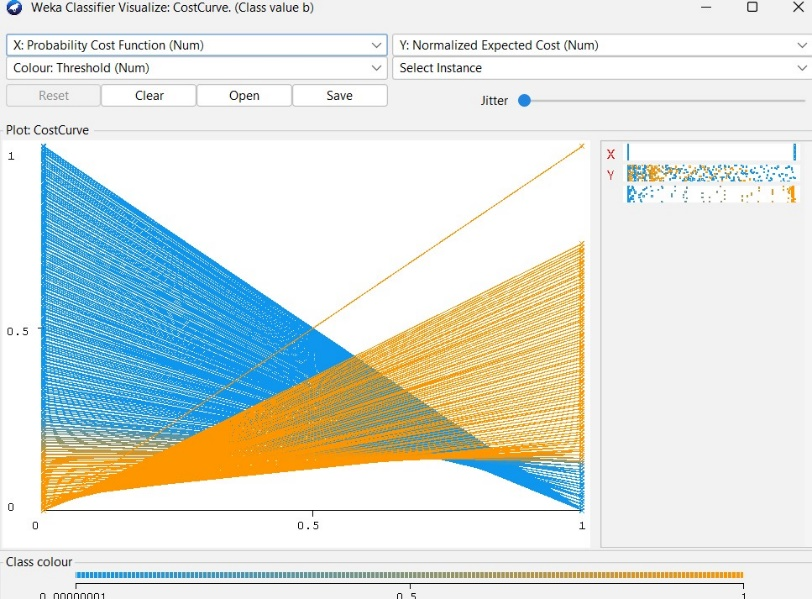 Weka Classifier Visualize: CostCurve. (Class value b)
X: Probability Cost Function (Num)
Y: Normalized Expected Cost (Num)
Colour: Threshold (Num)
Select Instance
Reset
Clear
Open
Save
Jitter
Plot: CostCurve
1
X
Y
0.5
0
0
0.5
1
Class colour
0.00000001
0.5
1